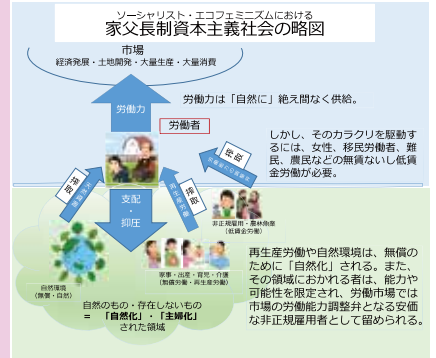 ソーシャリスト・エコフェミニズムにおける
家父長制資本主義社会の略図
市場
経済発展・土地開発・大量生産・大量消費
労働力
労働力は「自然に」絶え間なく供給。
労働者
搾取
しかし、そのカラクリを駆動す
るには、女性、移民労働者、難
民、農民などの無賃ないし低賃
金労働が必要。
搾取
天然資源
支配・
抑圧
搾取
再生産労働
非正規雇用・農林漁業
（低賃金労働）
自然環境
（無償・自然）
家事・出産・育児・介護
（無償労働・再生産労働）
自然のもの・存在しないもの
= 「自然化」・「主婦化」
された領域
再生産労働や自然環境は、無償の
ために「自然化」される。また、
その領域におかれる者は、能力や
可能性を限定され、労働市場では
市場の労働能力調整弁となる安価
な非正規雇用者として留められる。